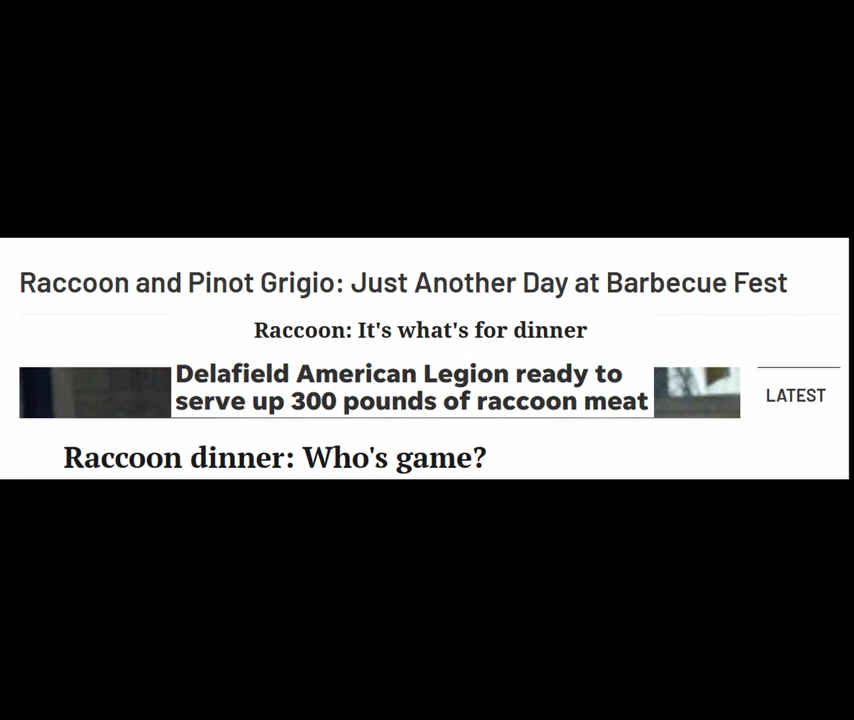 Raccoon and Pinot Grigio: Just Another Day at Barbecue Fest
Raccoon: It's what's for dinner
Delafield American Legion ready to
serve up 300 pounds of raccoon meat
LATEST
Raccoon dinner: Who's game?